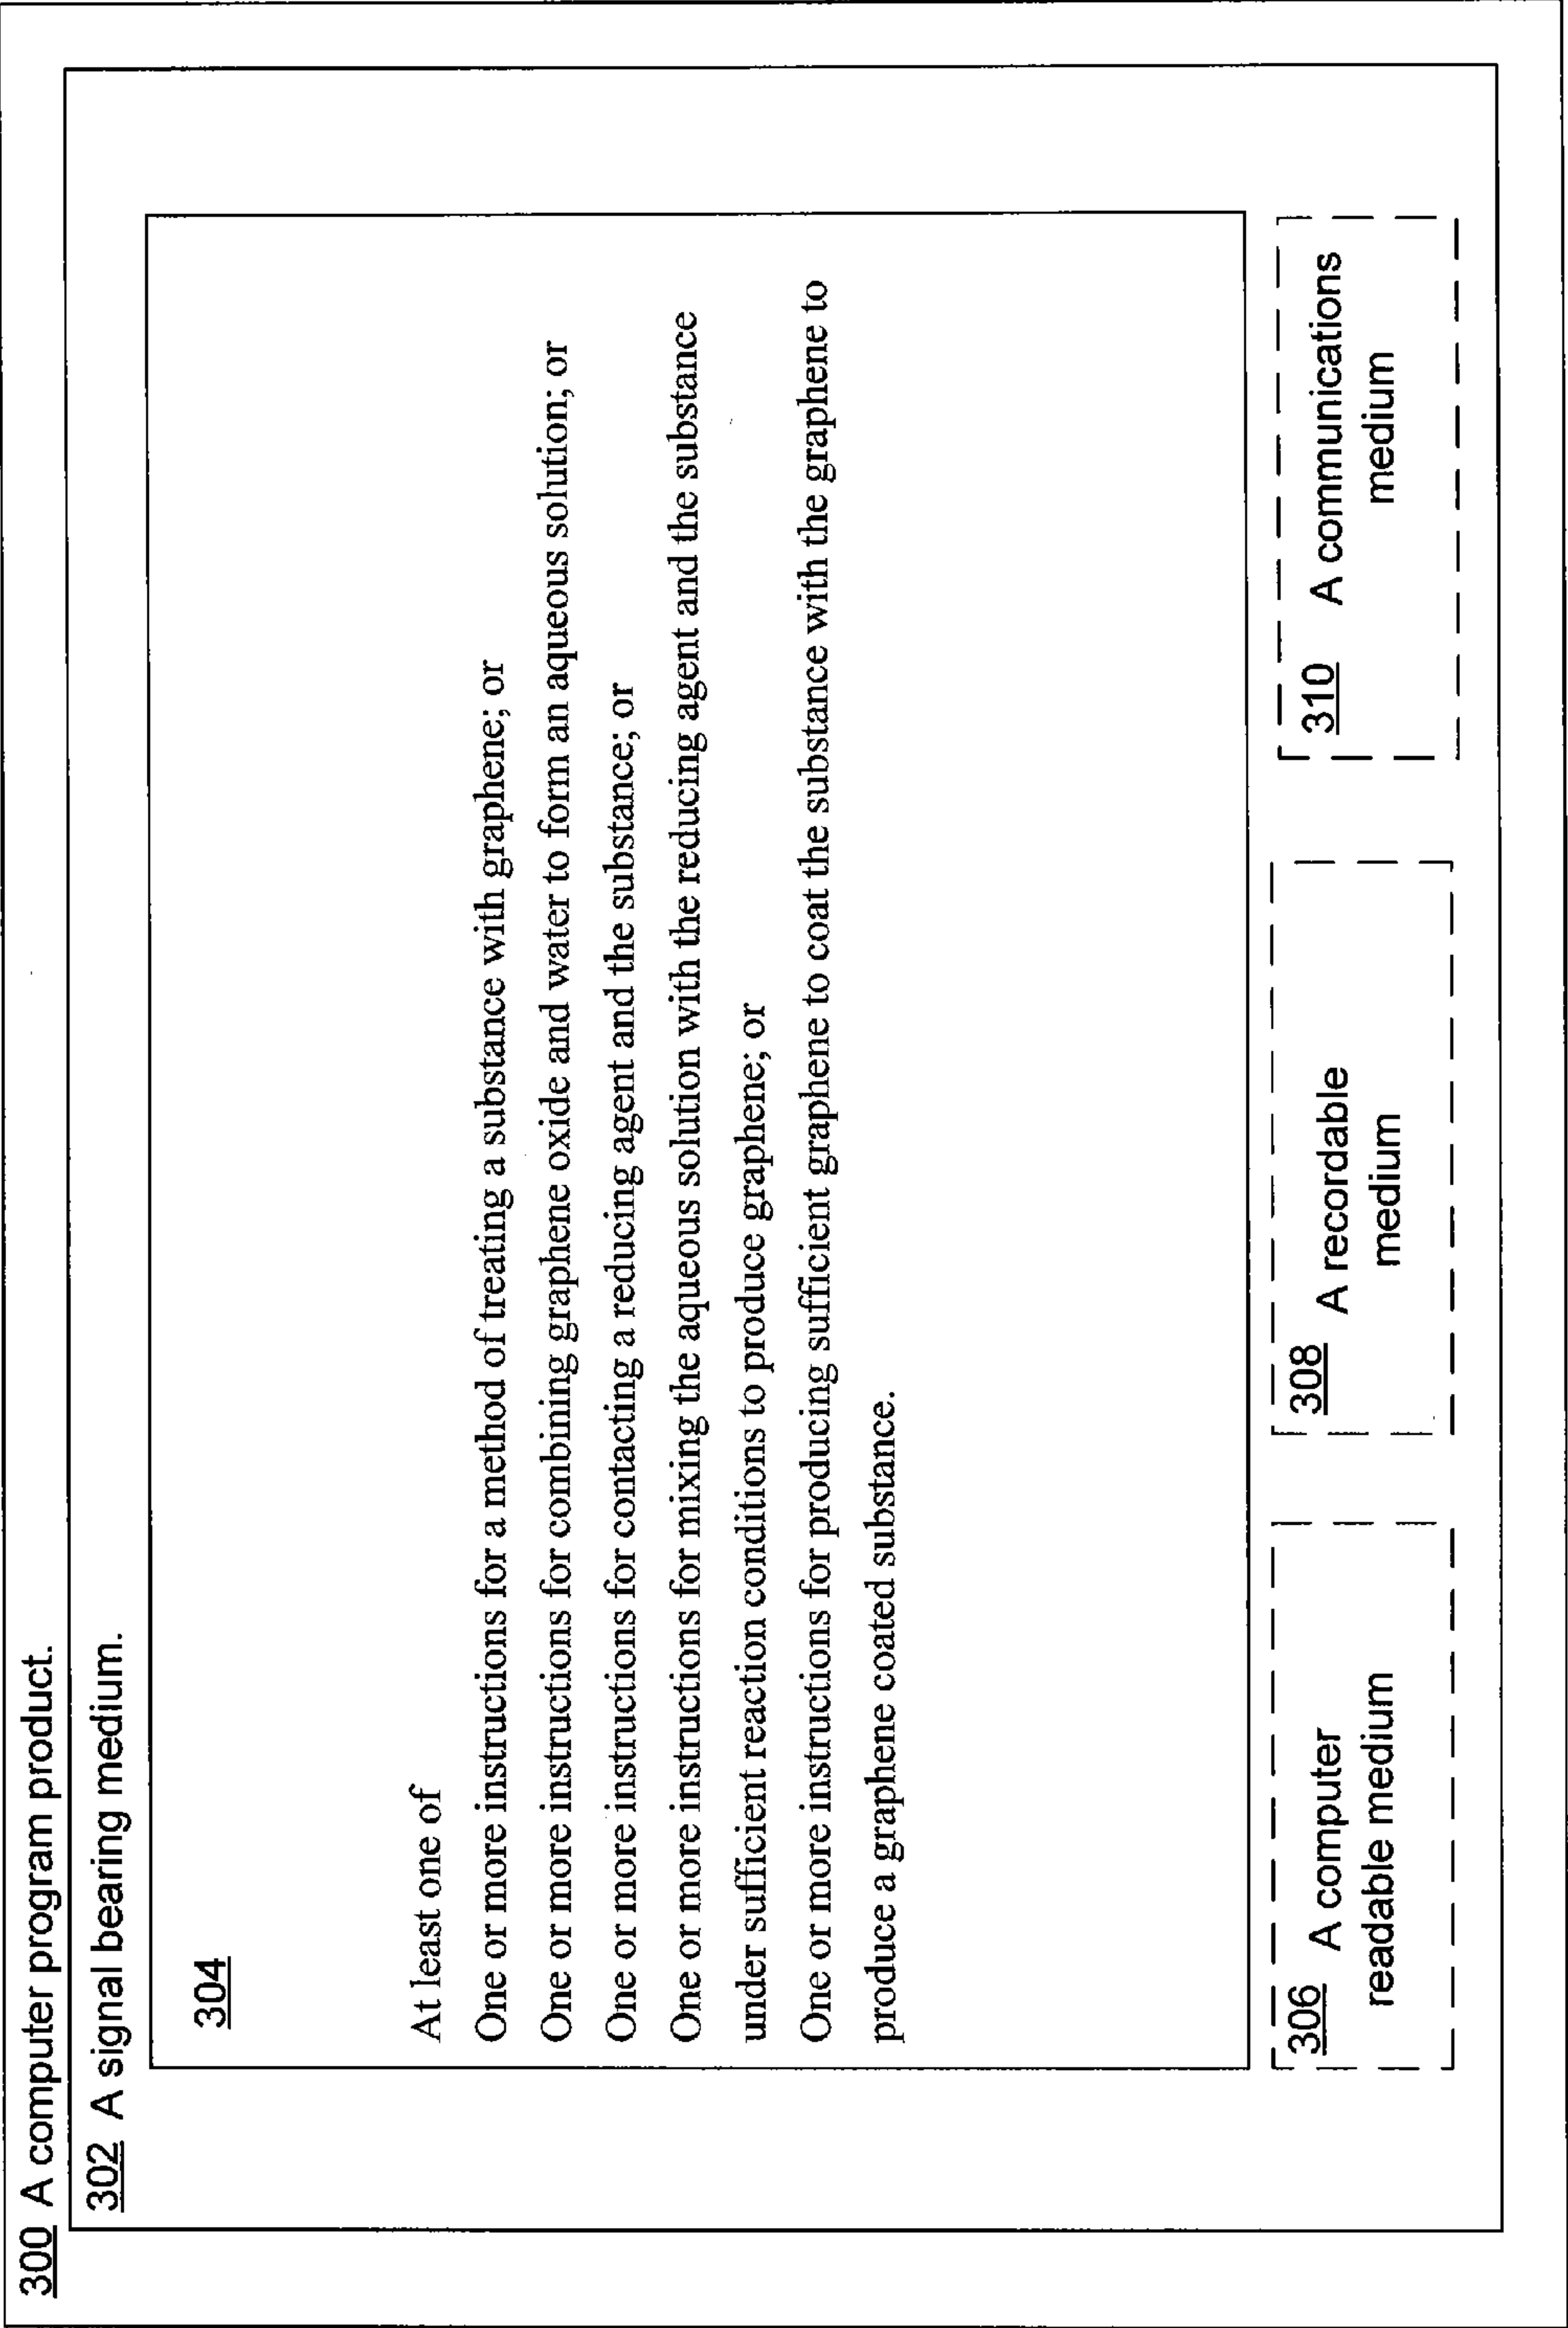 300 A computer program product.
302 A signal bearing medium.
304
At least one of
One or more instructions for a method of treating a substance with graphene; or
One or more instructions for combining graphene oxide and water to form an aqueous solution; or
One or more instructions for contacting a reducing agent and the substance; or
One or more instructions for mixing the aqueous solution with the reducing agent and the substance
under sufficient reaction conditions to produce graphene; or
One or more instructions for producing sufficient graphene to coat the substance with the graphene to
produce a graphene coated substance.
306 A computer
readable medium
308 A recordable
medium
310 A communications
medium